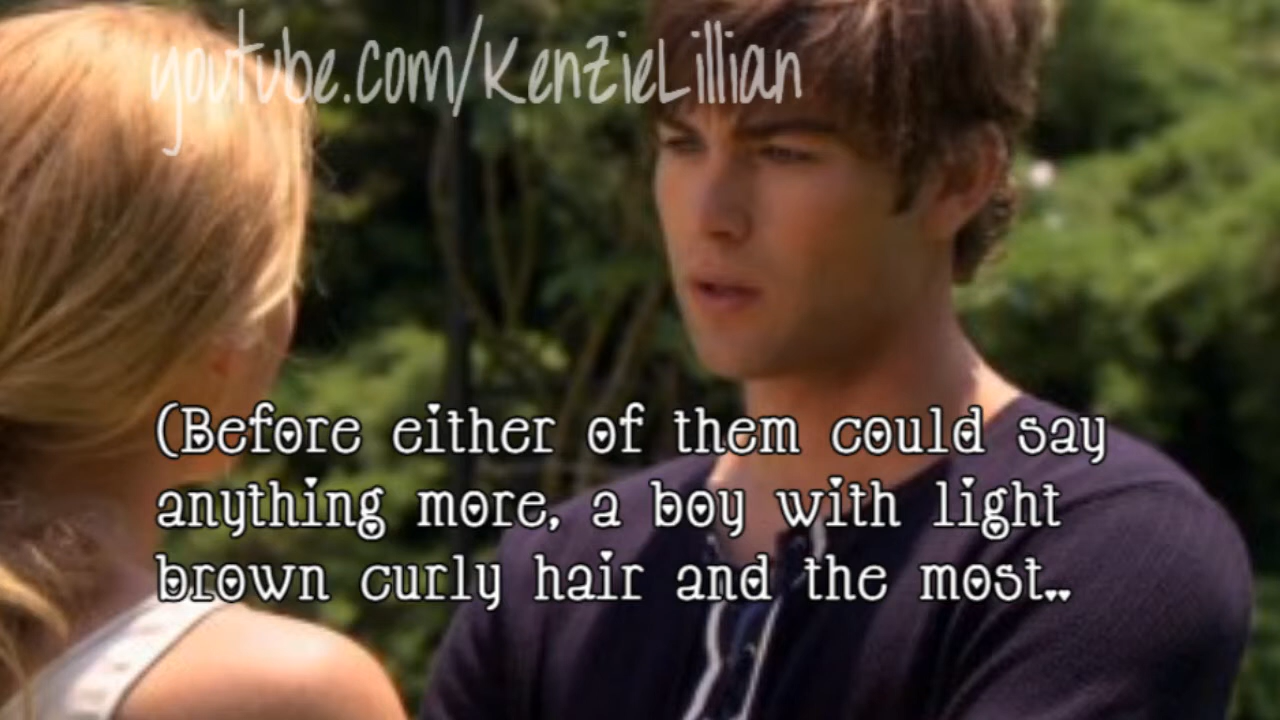 youtube.com/KenzieLillian
(Before either of them could say
anything more, a boy with light
brown curly hair and the most..